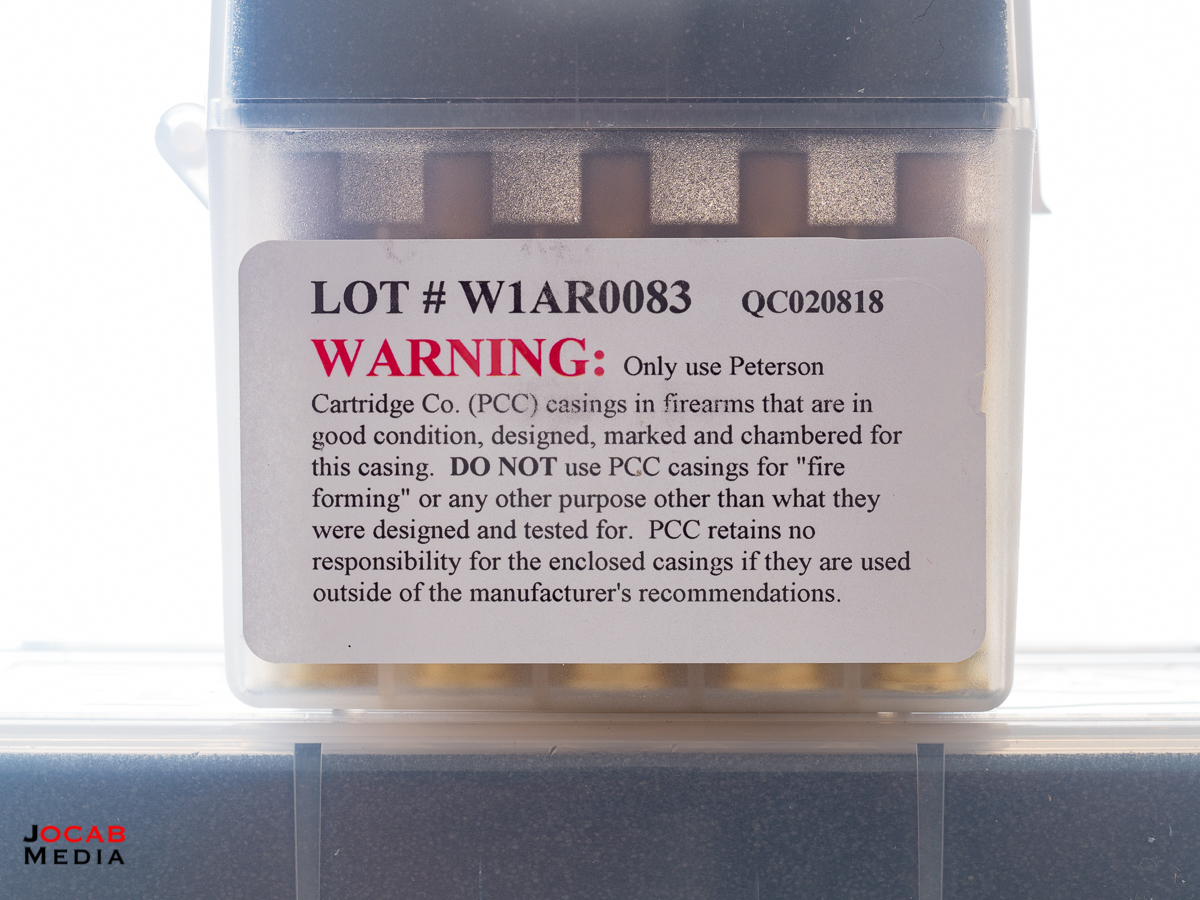 LOT # W1AR0083 QC020818
WARNING: Only use Peterson
Cartridge Co. (PCC) casings in firearms that are in
good condition, designed, marked and chambered for
this casing. DO NOT use PCC casings for "fire
forming" or any other purpose other than what they
were designed and tested for. PCC retains no
responsibility for the enclosed casings if they are used
outside of the manufacturer's recommendations.
JOCAB
MEDIA